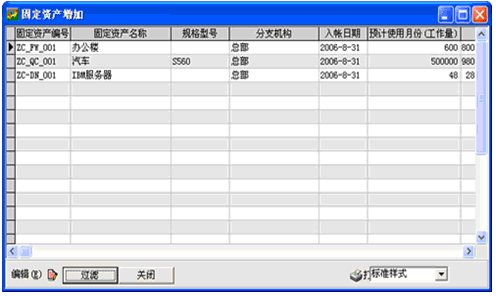 固定资产增加
固定资产编号 固定资产名称 规格型号 分支机构 入帐日期 预计使用月份(工作量)
ZC_FW_001 办公楼 总部 2006-8-31 600 800
ZC_QC_001 汽车 S560 总部 2006-8-31 500000 980
ZC-DN_001 IBM服务器 总部 2006-8-31 48 28
编辑(E) 过滤 关闭 标准样式